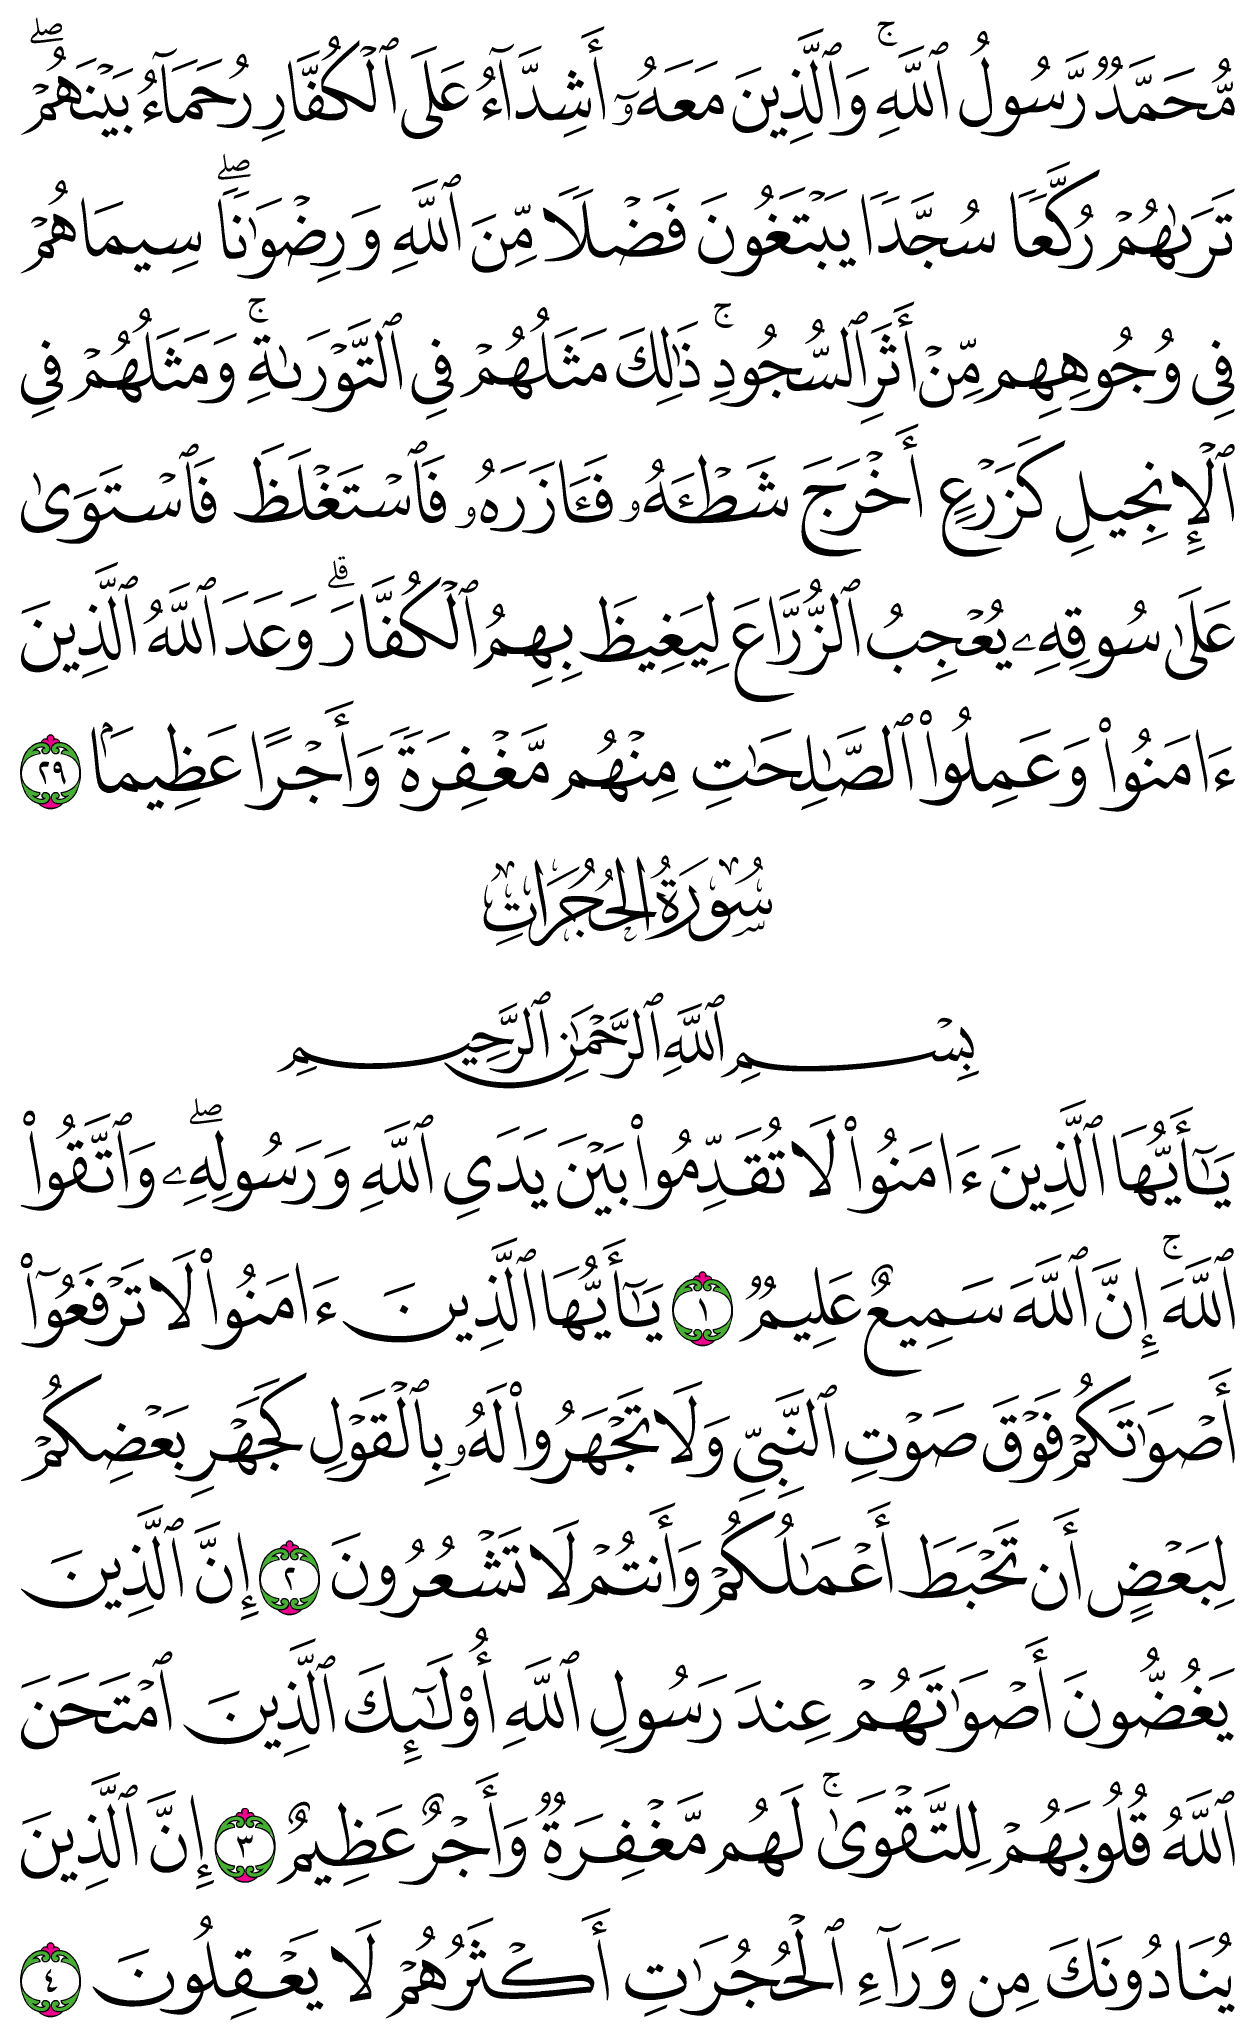 مُّحَمَّدٌ رَّسُولُ ٱللَّهِۚ وَٱلَّذِينَ مَعَهُۥٓ أَشِدَّآءُ عَلَى ٱلْكُفَّارِ رُحَمَآءُ بَيْنَهُمْۖ
تَرَىٰهُمْ رُكَّعًا سُجَّدًا يَبْتَغُونَ فَضْلًا مِّنَ ٱللَّهِ وَرِضْوَٰنًاۖ سِيمَاهُمْ
فِى وُجُوهِهِم مِّنْ أَثَرِ ٱلسُّجُودِۚ ذَٰلِكَ مَثَلُهُمْ فِى ٱلتَّوْرَىٰةِۚ وَمَثَلُهُمْ فِى
ٱلْإِنجِيلِ كَزَرْعٍ أَخْرَجَ شَطْـَٔهُۥ فَـَٔازَرَهُۥ فَٱسْتَغْلَظَ فَٱسْتَوَىٰ
عَلَىٰ سُوقِهِۦ يُعْجِبُ ٱلزُّرَّاعَ لِيَغِيظَ بِهِمُ ٱلْكُفَّارَۗ وَعَدَ ٱللَّهُ ٱلَّذِينَ
ءَامَنُوا۟ وَعَمِلُوا۟ ٱلصَّٰلِحَٰتِ مِنْهُم مَّغْفِرَةً وَأَجْرًا عَظِيمًۢا ٢٩
سُورَةُ الْحُجُرَاتِ
بِسْمِ ٱللَّهِ ٱلرَّحْمَٰنِ ٱلرَّحِيمِ
يَٰٓأَيُّهَا ٱلَّذِينَ ءَامَنُوا۟ لَا تُقَدِّمُوا۟ بَيْنَ يَدَىِ ٱللَّهِ وَرَسُولِهِۦۖ وَٱتَّقُوا۟
ٱللَّهَۚ إِنَّ ٱللَّهَ سَمِيعٌ عَلِيمٌ ١ يَٰٓأَيُّهَا ٱلَّذِينَ ءَامَنُوا۟ لَا تَرْفَعُوٓا۟
أَصْوَٰتَكُمْ فَوْقَ صَوْتِ ٱلنَّبِىِّ وَلَا تَجْهَرُوا۟ لَهُۥ بِٱلْقَوْلِ كَجَهْرِ بَعْضِكُمْ
لِبَعْضٍ أَن تَحْبَطَ أَعْمَٰلُكُمْ وَأَنتُمْ لَا تَشْعُرُونَ ٢ إِنَّ ٱلَّذِينَ
يَغُضُّونَ أَصْوَٰتَهُمْ عِندَ رَسُولِ ٱللَّهِ أُو۟لَٰٓئِكَ ٱلَّذِينَ ٱمْتَحَنَ
ٱللَّهُ قُلُوبَهُمْ لِلتَّقْوَىٰۚ لَهُم مَّغْفِرَةٌ وَأَجْرٌ عَظِيمٌ ٣ إِنَّ ٱلَّذِينَ
يُنَادُونَكَ مِن وَرَآءِ ٱلْحُجُرَٰتِ أَكْثَرُهُمْ لَا يَعْقِلُونَ ٤